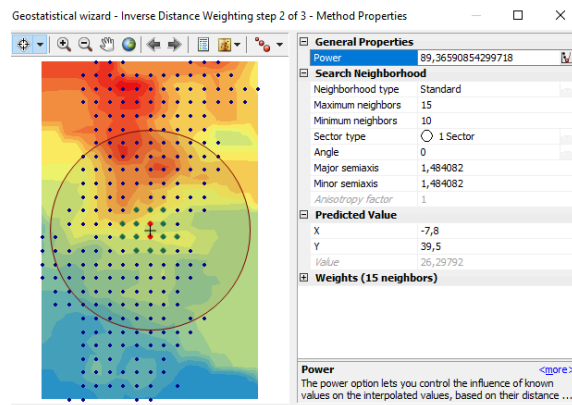 Geostatistical wizard - Inverse Distance Weighting step 2 of 3 - Method Properties
General Properties
Power 89,36590854299718
Search Neighborhood
Neighborhood type Standard
Maximum neighbors 15
Minimum neighbors 10
Sector type 1 Sector
Angle 0
Major semiaxis 1,484082
Minor semiaxis 1,484082
Anisotropy factor 1
Predicted Value
X -7,8
Y 39,5
Value 26,29792
Weights (15 neighbors)
Power <more>
The power option lets you control the influence of known
values on the interpolated values, based on their distance ...